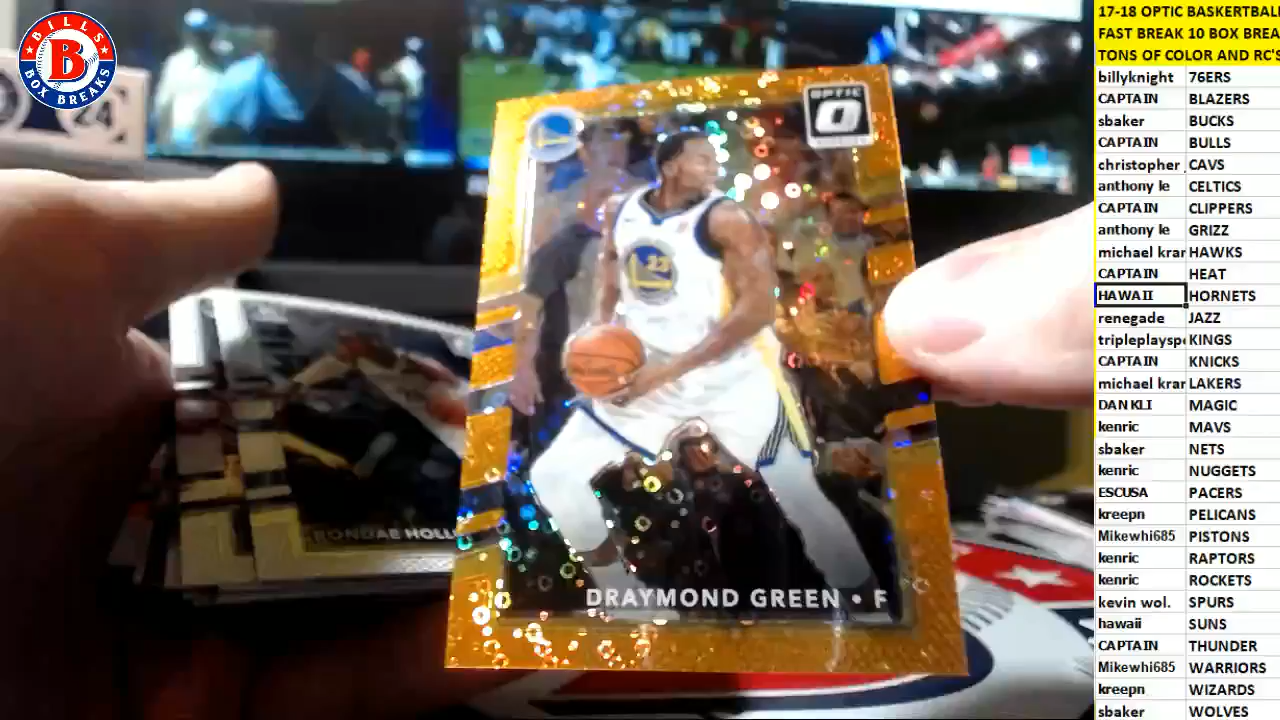 BILLS
B
BOX BREAKS
24
OPTIC
O
23
DRAYMOND GREEN • F
RONDAE HOLL
17-18 OPTIC BASKERTBALL
FAST BREAK 10 BOX BREA
TONS OF COLOR AND RC'S
billyknight 76ERS
CAPTAIN BLAZERS
sbaker BUCKS
CAPTAIN BULLS
christopher CAVS
anthony le CELTICS
CAPTAIN CLIPPERS
anthony le GRIZZ
michael krar HAWKS
CAPTAIN HEAT
HAWAII HORNETS
renegade JAZZ
tripleplayspo KINGS
CAPTAIN KNICKS
michael krar LAKERS
DAN KLI MAGIC
kenric MAVS
sbaker NETS
kenric NUGGETS
ESCUSA PACERS
kreepn PELICANS
Mikewhi685 PISTONS
kenric RAPTORS
kenric ROCKETS
kevin wol. SPURS
hawaii SUNS
CAPTAIN THUNDER
Mikewhi685 WARRIORS
kreepn WIZARDS
sbaker WOLVES